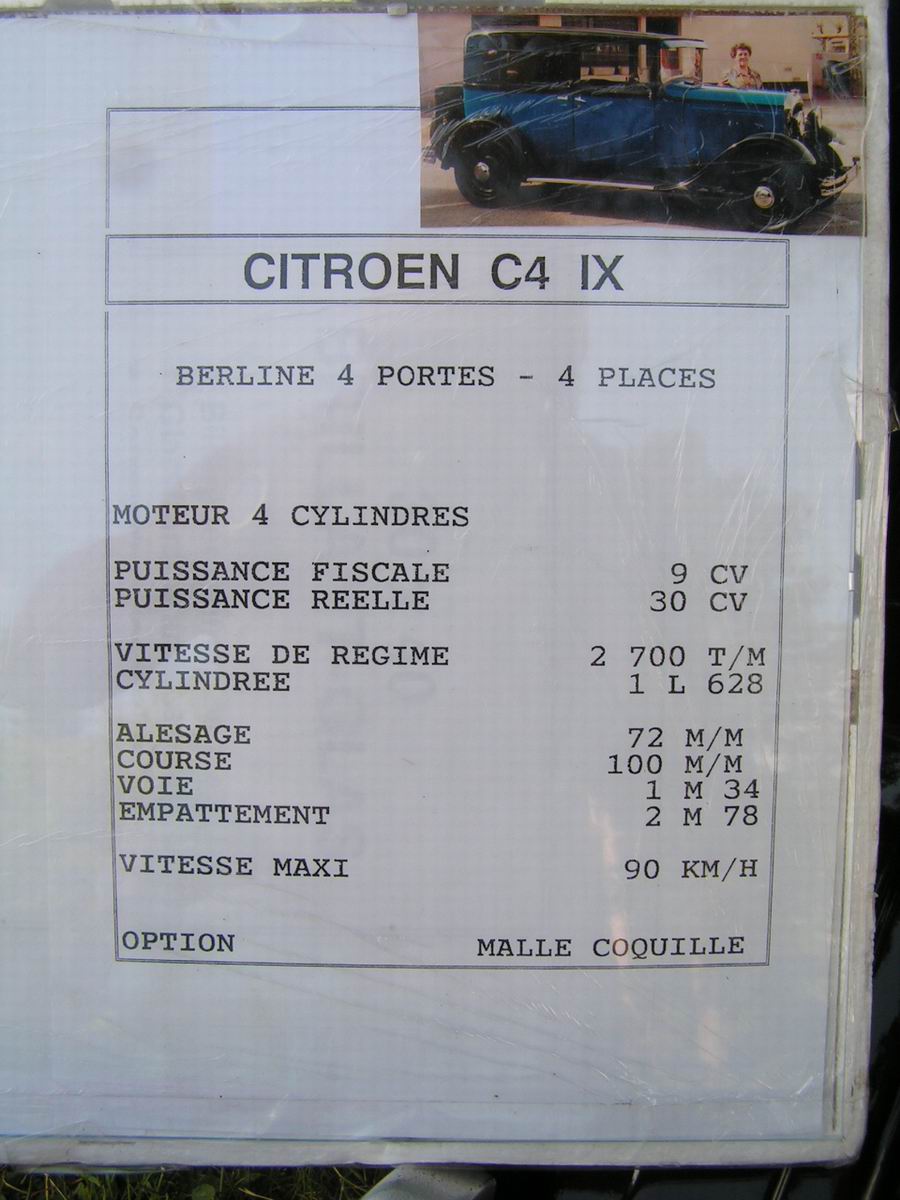 CITROEN C4 IX
BERLINE 4 PORTES - 4 PLACES
MOTEUR 4 CYLINDRES
PUISSANCE FISCALE 9 CV
PUISSANCE REELLE 30 CV
VITESSE DE REGIME 2 700 T/M
CYLINDREE 1 L 628
ALESAGE 72 M/M
COURSE 100 M/M
VOIE 1 M 34
EMPATTEMENT 2 M 78
VITESSE MAXI 90 KM/H
OPTION MALLE COQUILLE